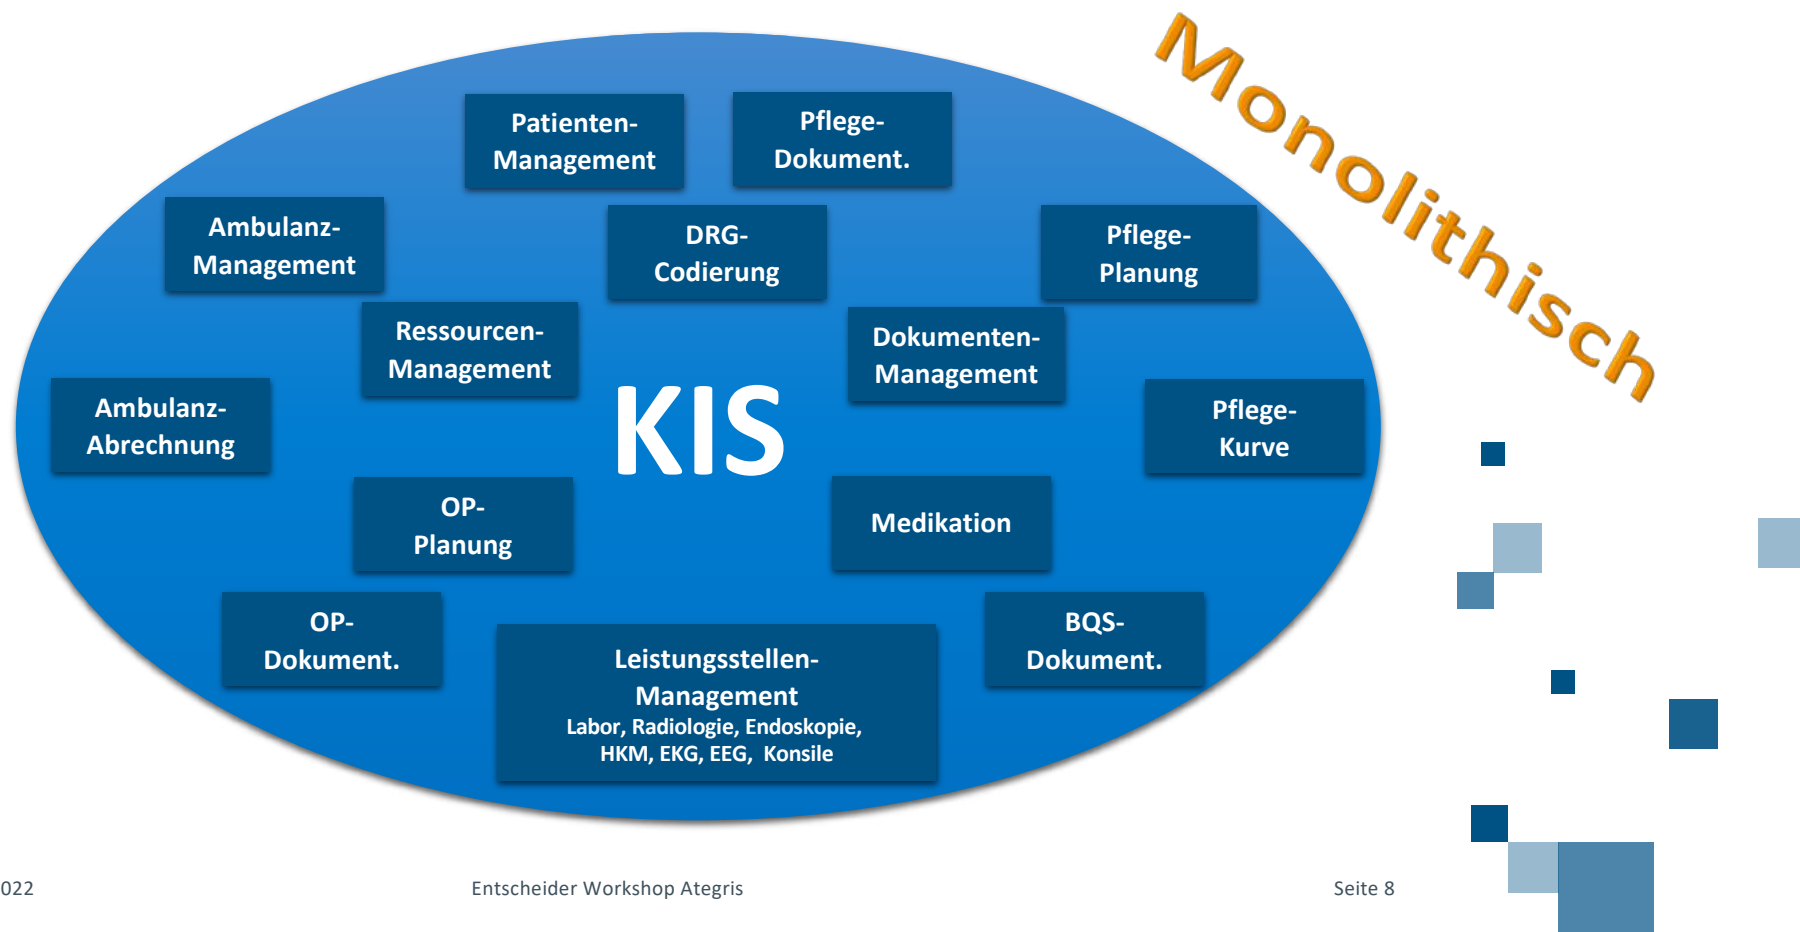 Monolithisch
Patienten-
Management
Pflege-
Dokument.
Ambulanz-
Management
DRG-
Codierung
Pflege-
Planung
Ressourcen-
Management
Dokumenten-
Management
KIS
Ambulanz-
Abrechnung
Pflege-
Kurve
OP-
Planung
Medikation
OP-
Dokument.
Leistungsstellen-
Management
Labor, Radiologie, Endoskopie,
HKM, EKG, EEG,  Konsile
BQS-
Dokument.
022
Entscheider Workshop Ategris
Seite 8